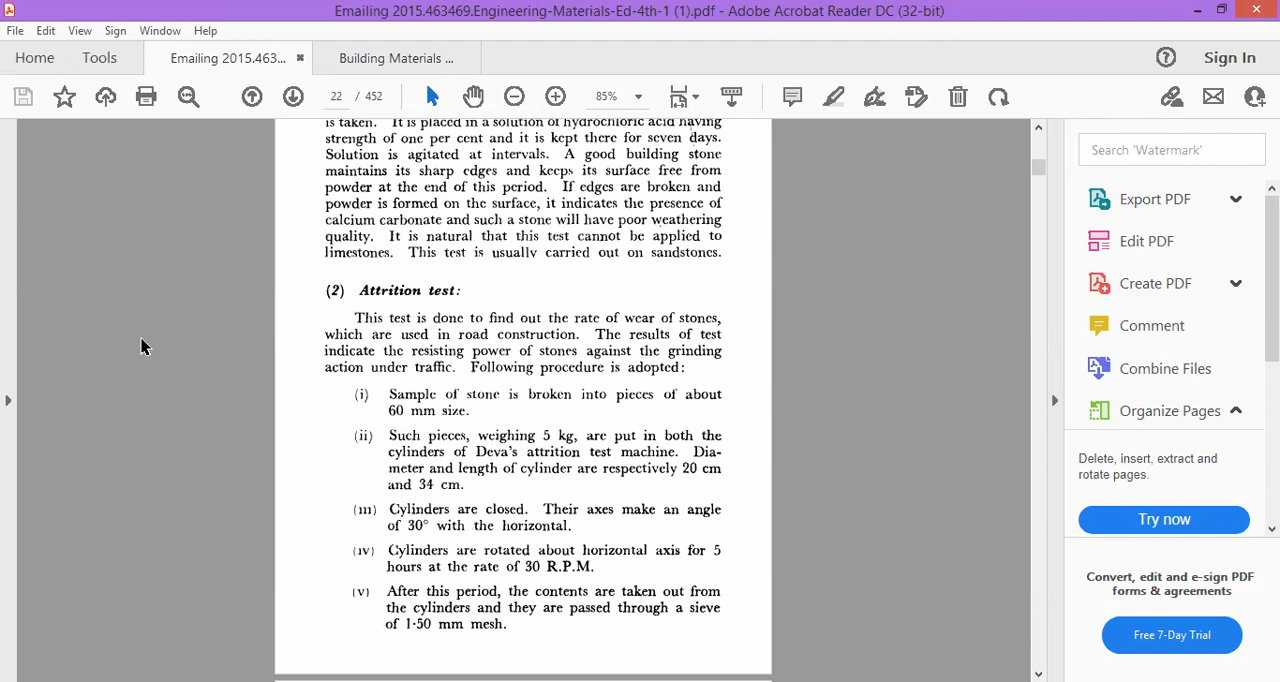 Emailing 2015.463469.Engineering-Materials-Ed-4th-1 (1).pdf - Adobe Acrobat Reader DC (32-bit)
File Edit View Sign Window Help
Home Tools Emailing 2015.463... Building Materials ... Sign In
22 / 452 85%
is taken. It is placed in a solution of hydrochloric acid having
strength of one per cent and it is kept there for seven days.
Solution is agitated at intervals. A good building stone
maintains its sharp edges and keeps its surface free from
powder at the end of this period. If edges are broken and
powder is formed on the surface, it indicates the presence of
calcium carbonate and such a stone will have poor weathering
quality. It is natural that this test cannot be applied to
limestones. This test is usually carried out on sandstones.
(2) Attrition test:
This test is done to find out the rate of wear of stones,
which are used in road construction. The results of test
indicate the resisting power of stones against the grinding
action under traffic. Following procedure is adopted:
(i) Sample of stone is broken into pieces of about
60 mm size.
(ii) Such pieces, weighing 5 kg, are put in both the
cylinders of Deva's attrition test machine. Dia-
meter and length of cylinder are respectively 20 cm
and 34 cm.
(iii) Cylinders are closed. Their axes make an angle
of 30° with the horizontal.
(iv) Cylinders are rotated about horizontal axis for 5
hours at the rate of 30 R.P.M.
(v) After this period, the contents are taken out from
the cylinders and they are passed through a sieve
of 1·50 mm mesh.
Search 'Watermark'
Export PDF
Edit PDF
Create PDF
Comment
Combine Files
Organize Pages
Delete, insert, extract and
rotate pages.
Try now
Convert, edit and e-sign PDF
forms & agreements
Free 7-Day Trial